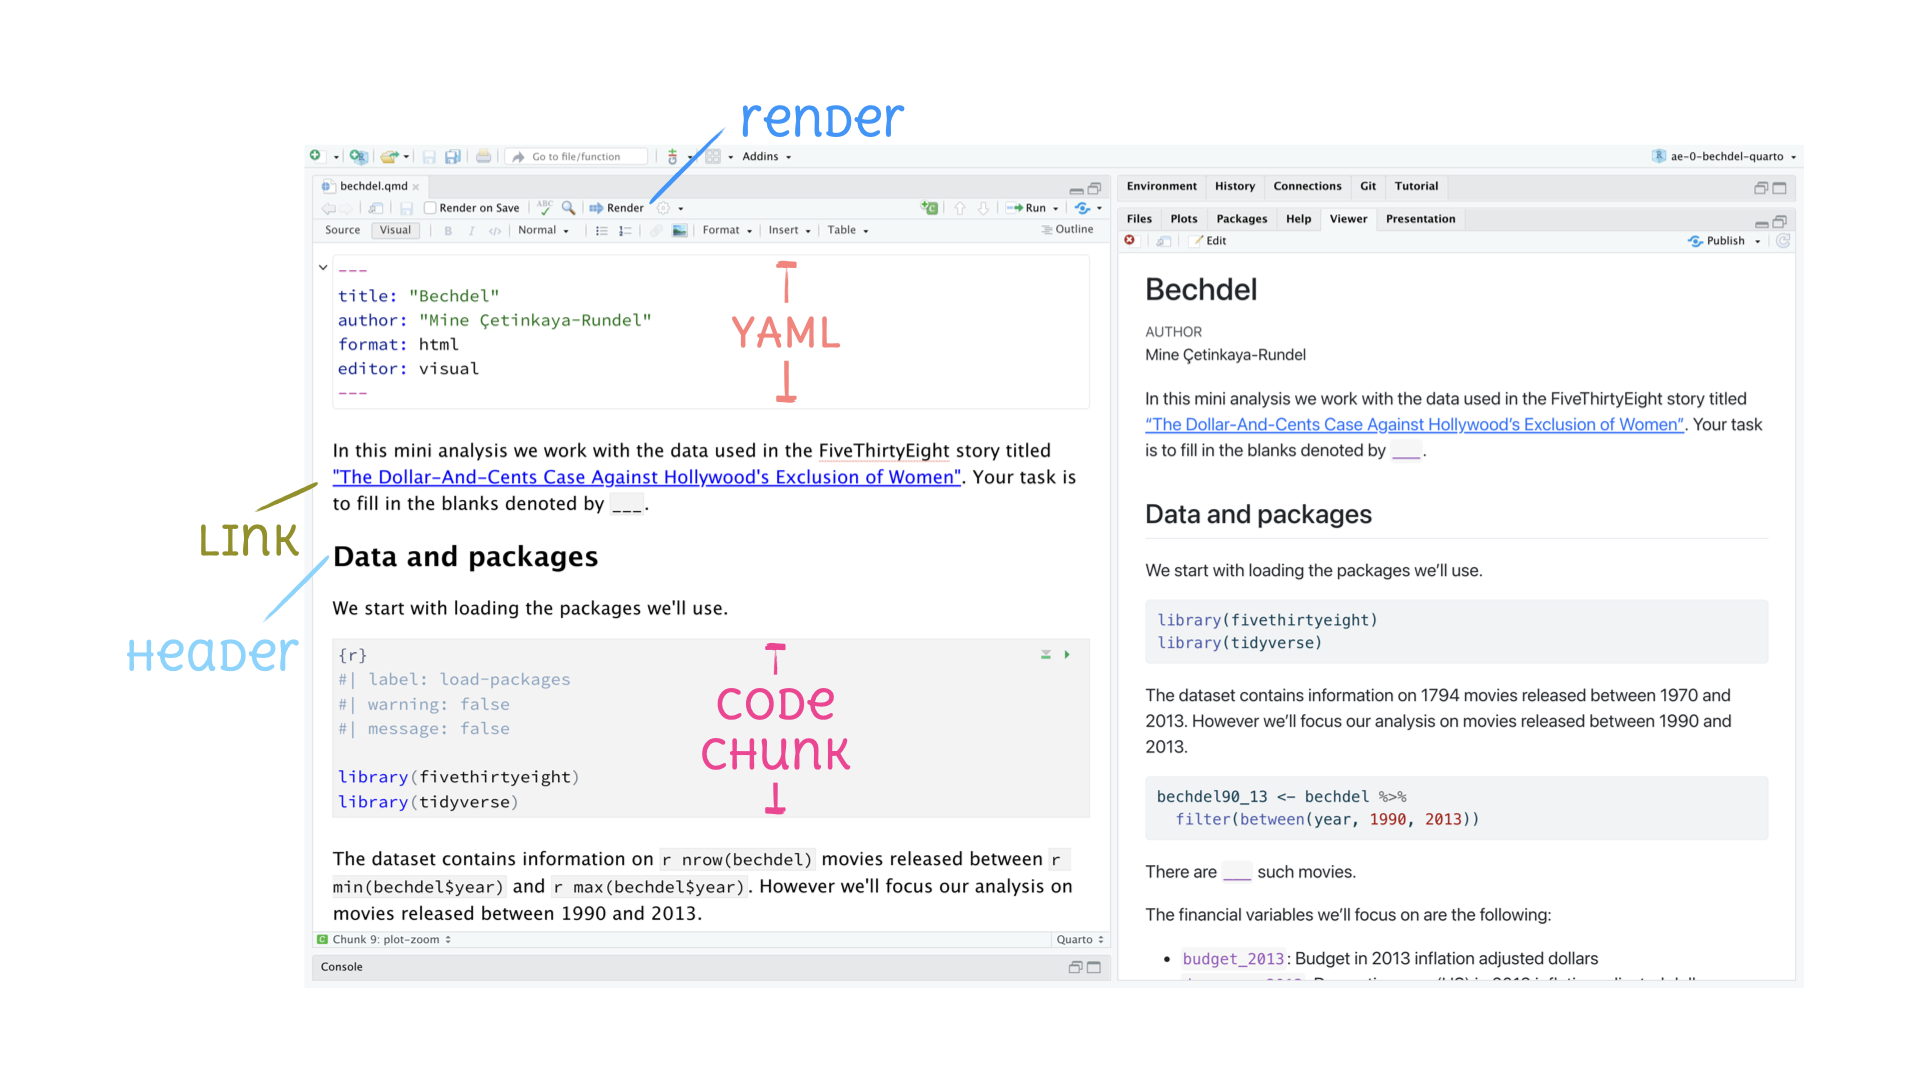 render
Go to file/function
Addins
ae-0-bechdel-quarto
bechdel.qmd
Render on Save
ABC
Render
Run
Source
Visual
B
I
</>
Normal
Format
Insert
Table
Outline
---
title: "Bechdel"
author: "Mine Çetinkaya-Rundel"
format: html
editor: visual
---
YAML
In this mini analysis we work with the data used in the FiveThirtyEight story titled
"The Dollar-And-Cents Case Against Hollywood's Exclusion of Women". Your task is
to fill in the blanks denoted by ___.
LINK
Data and packages
Header
We start with loading the packages we'll use.
{r}
#| label: load-packages
#| warning: false
#| message: false
library(fivethirtyeight)
library(tidyverse)
CODE
CHUNK
The dataset contains information on r nrow(bechdel) movies released between r
min(bechdel$year) and r max(bechdel$year). However we'll focus our analysis on
movies released between 1990 and 2013.
Chunk 9: plot-zoom
Quarto
Console
Environment
History
Connections
Git
Tutorial
Files
Plots
Packages
Help
Viewer
Presentation
Edit
Publish
Bechdel
AUTHOR
Mine Çetinkaya-Rundel
In this mini analysis we work with the data used in the FiveThirtyEight story titled
“The Dollar-And-Cents Case Against Hollywood’s Exclusion of Women”. Your task
is to fill in the blanks denoted by ___.
Data and packages
We start with loading the packages we’ll use.
library(fivethirtyeight)
library(tidyverse)
The dataset contains information on 1794 movies released between 1970 and
2013. However we’ll focus our analysis on movies released between 1990 and
2013.
bechdel90_13 <- bechdel %>%
filter(between(year, 1990, 2013))
There are ___ such movies.
The financial variables we’ll focus on are the following:
• budget_2013: Budget in 2013 inflation adjusted dollars